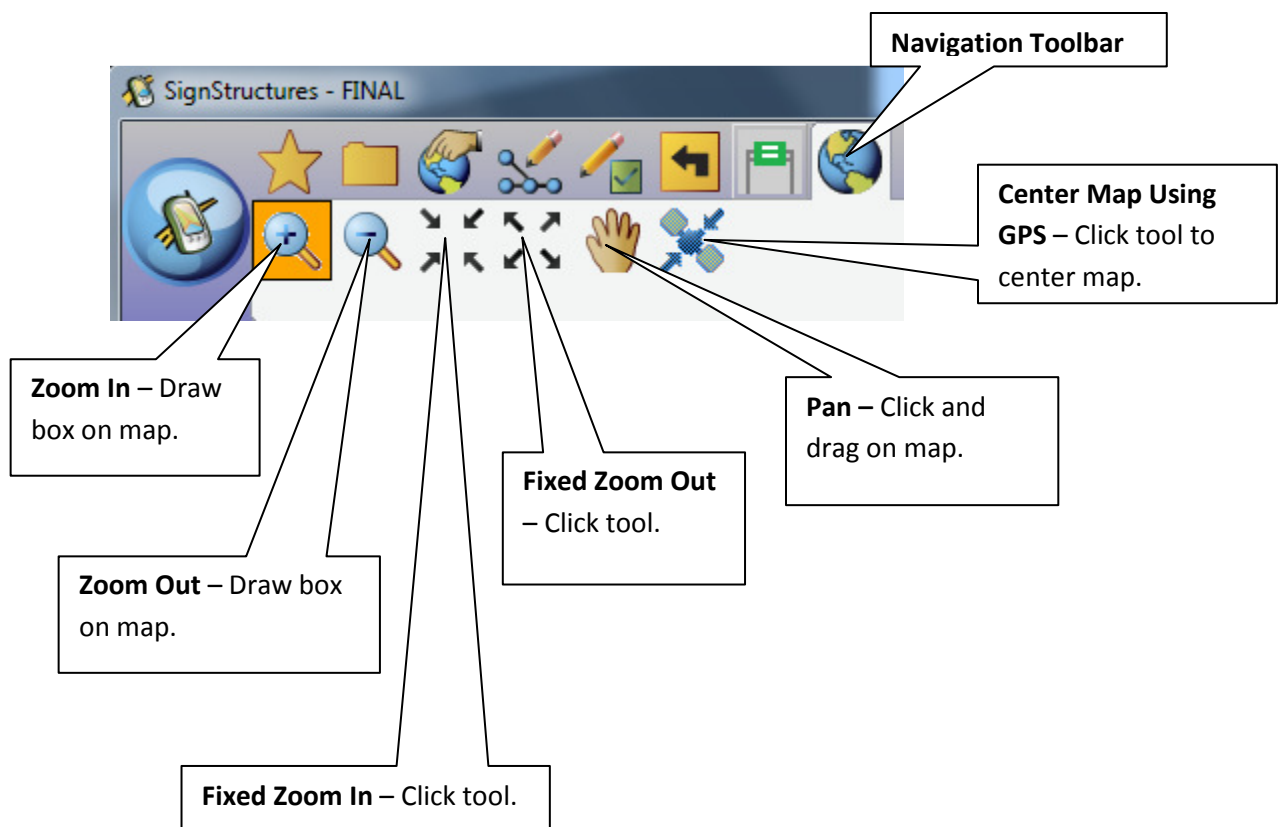 Navigation Toolbar
SignStructures - FINAL
Center Map Using
GPS – Click tool to
center map.
Zoom In – Draw
box on map.
Pan – Click and
drag on map.
Fixed Zoom Out
– Click tool.
Zoom Out – Draw box
on map.
Fixed Zoom In – Click tool.